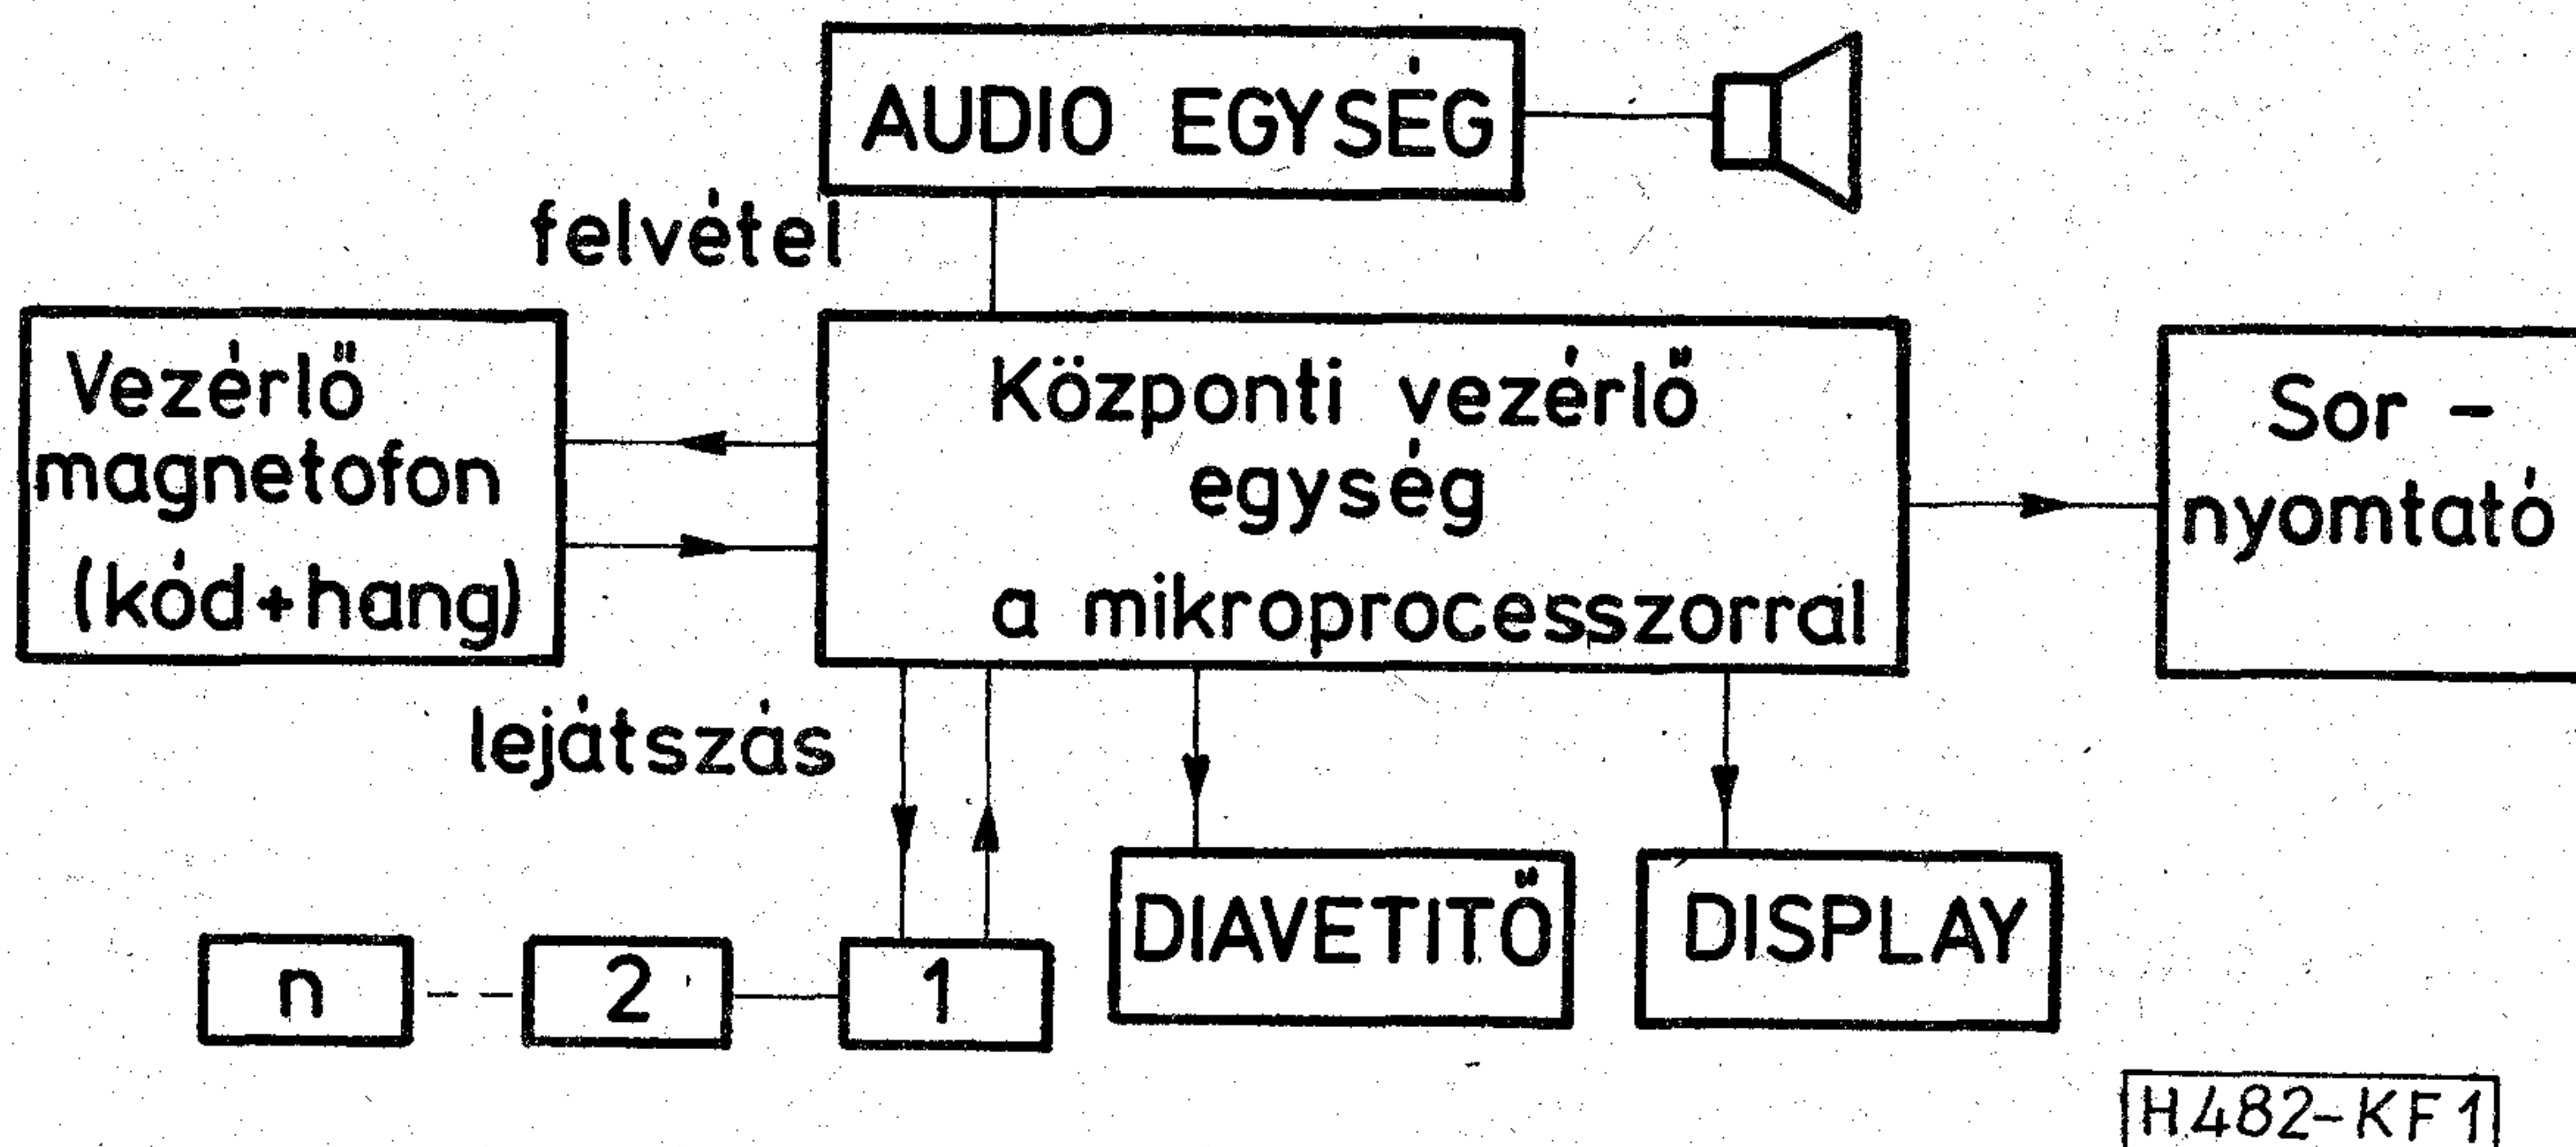 AUDIO EGYSÉG
felvétel
Vezérlő
magnetofon
(kód+hang)
Központi vezérlő
egység
a mikroprocesszorral
Sor -
nyomtató
lejátszás
n
2
1
DIAVETITŐ
DISPLAY
H482-KF1